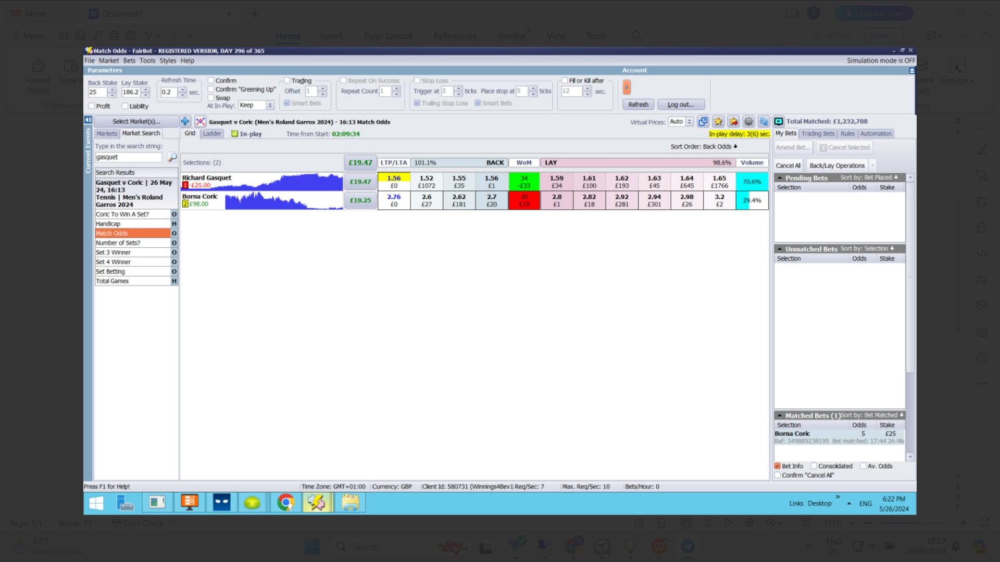 Home
Document1
Upgrade now
Menu
Home Insert Page Layout References Review View Tools
WPS AI
Share
Format Painter
Paste
Clipboard
Settings
Match Odds - FairBot - REGISTERED VERSION, DAY 296 of 365
File Market Bets Tools Styles Help
Simulation mode is OFF
Parameters
Account
Back Stake Lay Stake
25 186.2
Profit Liability
Refresh Time
0.2 sec.
Confirm
Confirm "Greening Up"
Swap
At In-Play: Keep
Trading
Offset 1
Smart Bets
Repeat On Success
Repeat Count 1
Stop Loss
Trigger at 2 ticks Place stop at 5 ticks
Trailing Stop Loss Smart Bets
Fill or Kill after
12 sec.
Refresh Log out...
Current Events
Select Market(s)...
Markets Market Search
Type in the search string:
gasquet
Search Results
Gasquet v Coric | 26 May
24, 16:13
Tennis | Men's Roland
Garros 2024
Coric To Win A Set? O
Handicap H
Match Odds O
Number of Sets? O
Set 3 Winner O
Set 4 Winner O
Set Betting O
Total Games H
Gasquet v Coric (Men's Roland Garros 2024) - 16:13 Match Odds
Virtual Prices: Auto
Grid Ladder In-play Time from Start: 02:09:34
In-play delay: 3(6) sec.
Sort Order: Back Odds
Selections: (2) £19.47 LTP/LTA 101.1% BACK WoM LAY 98.6% Volume
Richard Gasquet
1 -£25.00
£19.47
1.56 1.52 1.55 1.56 34 1.59 1.61 1.62 1.63 1.64 1.65
£0 £1072 £35 £1 -£33 £34 £100 £193 £45 £645 £1766
70.6%
Borna Coric
2 £98.00
£19.25
2.76 2.6 2.62 2.7 20 2.8 2.82 2.92 2.94 2.98 3.2
£0 £27 £181 £20 £19 £1 £18 £281 £301 £26 £2
29.4%
Total Matched: £1,232,788
My Bets Trading Bets Rules Automation
Amend Bet... Cancel Selected
Cancel All Back/Lay Operations
Pending Bets Sort by: Bet Placed
Selection Odds Stake
Unmatched Bets Sort by: Selection
Selection Odds Stake
Matched Bets (1) Sort by: Bet Matched
Selection Odds Stake
Borna Coric 5 £25
Ref: 349889238195 Bet matched: 17:44 26-Ma
Bet Info Consolidated Av. Odds
Confirm "Cancel All"
Press F1 for Help!
Time Zone: GMT+01:00 Currency: GBP Client Id: 580731 (Winnings4Bev1 Req/Sec: 7 Max. Req/Sec: 10 Bets/Hour: 0
Links Desktop ENG
6:22 PM
5/26/2024
Page: 1/1 Words: 71 Spell Check
131%
87°F
Mostly cloudy
Search
ENG
UK
19:27
28/05/2024